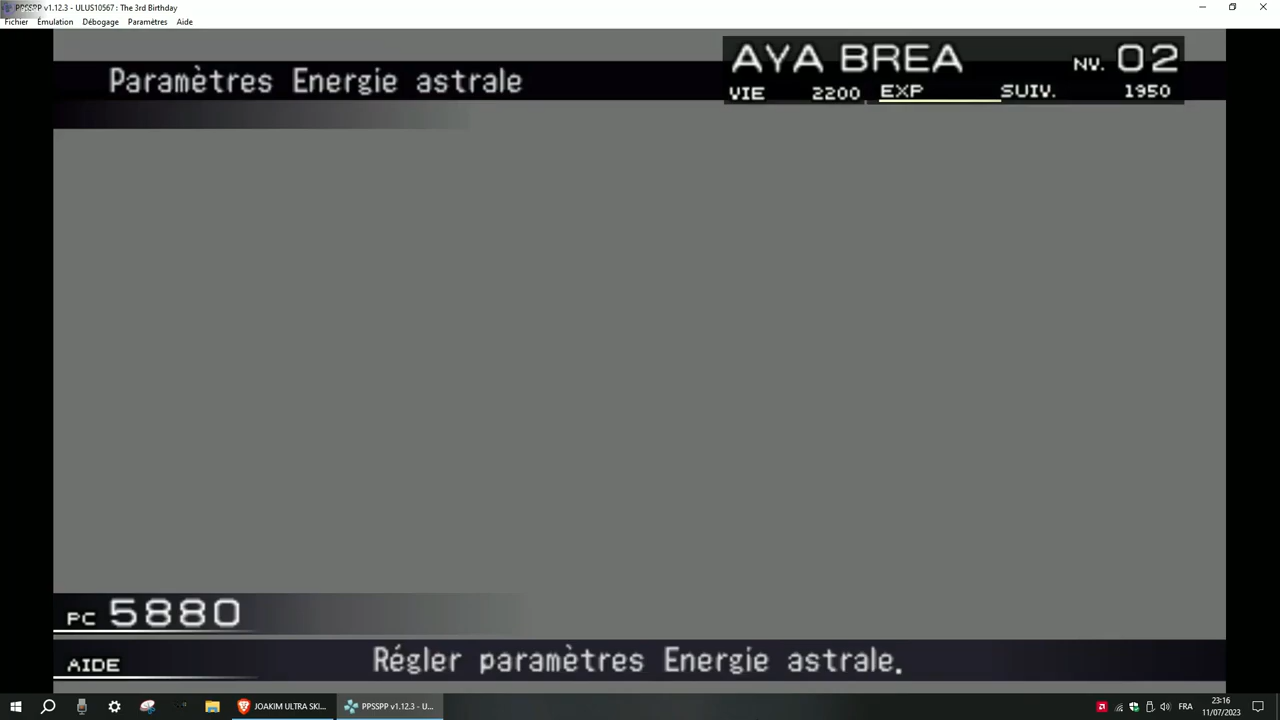 PPSSPP v1.12.3 - ULUS10567 : The 3rd Birthday
Fichier Émulation Débogage Paramètres Aide
Paramètres Energie astrale
AYA BREA NV. 02
VIE 2200 EXP SUIV. 1950
PC 5880
AIDE Régler paramètres Energie astrale.
JOAKIM ULTRA SKI...
PPSSPP v1.12.3 - U...
FRA
23:16
11/07/2023